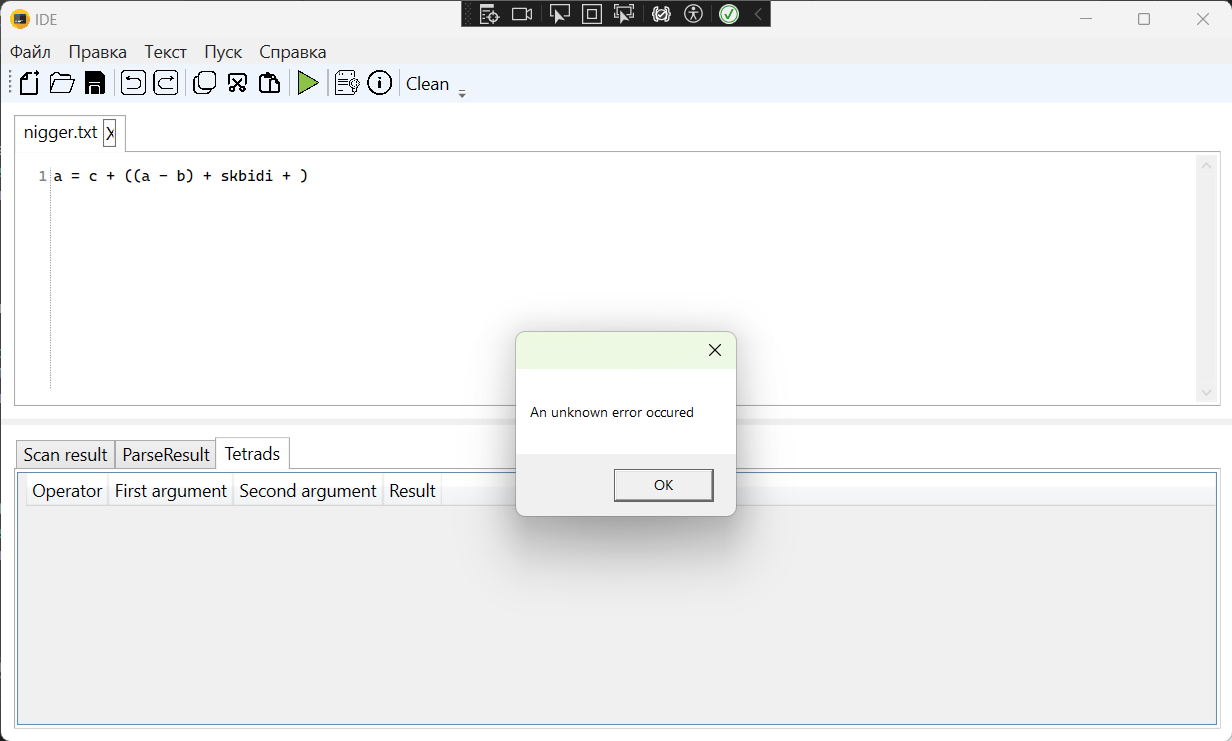 IDE
Файл Правка Текст Пуск Справка
Clean
nigger.txt X
1 a = c + ((a - b) + skbidi + )
An unknown error occured
OK
Scan result ParseResult Tetrads
Operator First argument Second argument Result